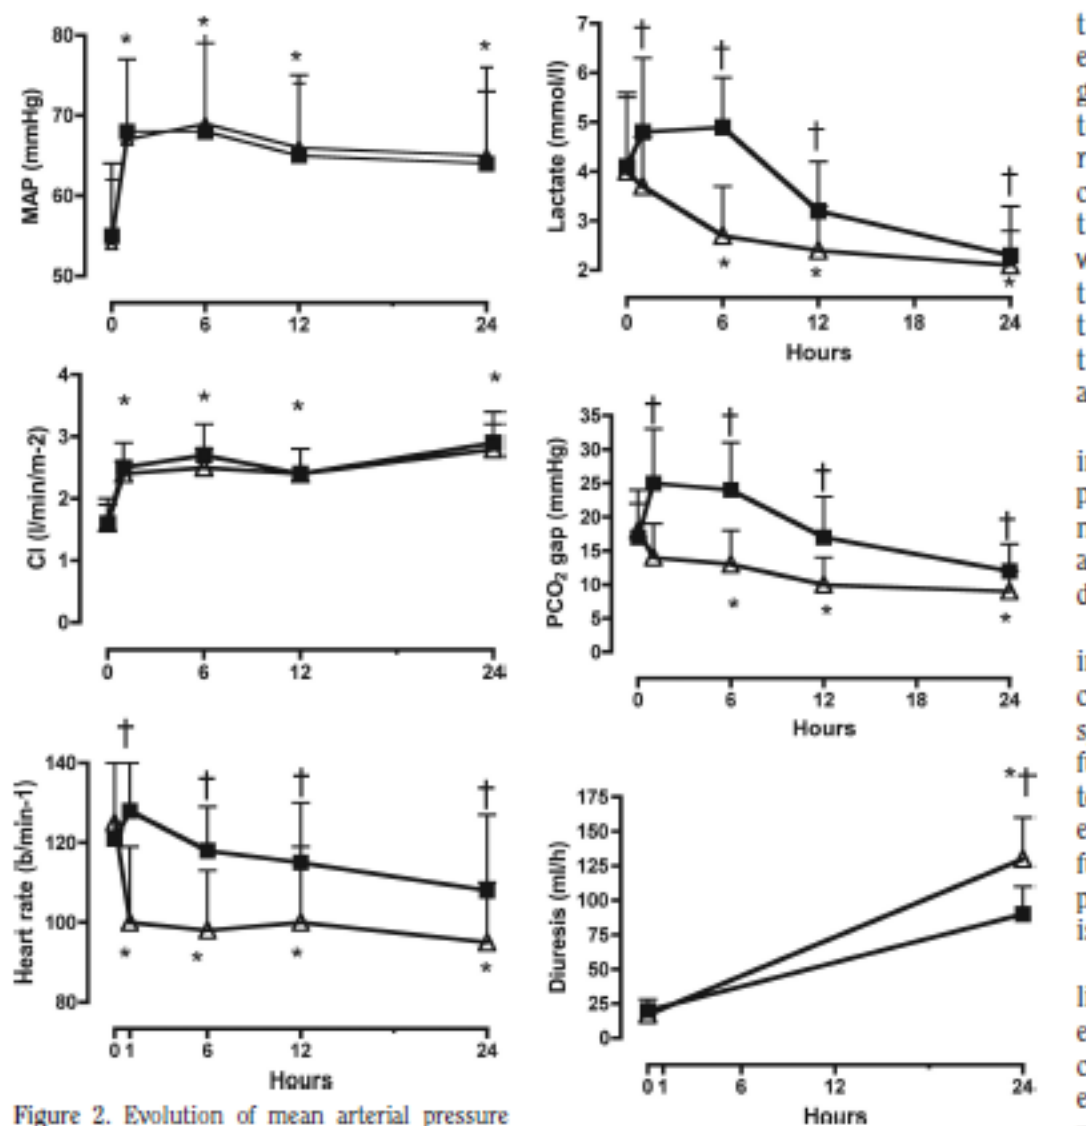 MAP (mmHg)
80
70
60
50
* * * *
0 6 12 24
Lactate (mmol/l)
7
6
5
4
3
2
† † † †
* * *
0 6 12 18 24
Hours
CI (l/min/m-2)
4
3
2
1
0
* * * *
0 6 12 24
PCO₂ gap (mmHg)
35
30
25
20
15
10
5
0
† † † †
* * *
0 6 12 18 24
Hours
Heart rate (b/min-1)
140
120
100
80
† † † †
* * * *
0 1 6 12 24
Hours
Diuresis (ml/h)
175
150
125
100
75
50
25
0
*†
0 1 6 12 24
Hours
Figure 2. Evolution of mean arterial pressure